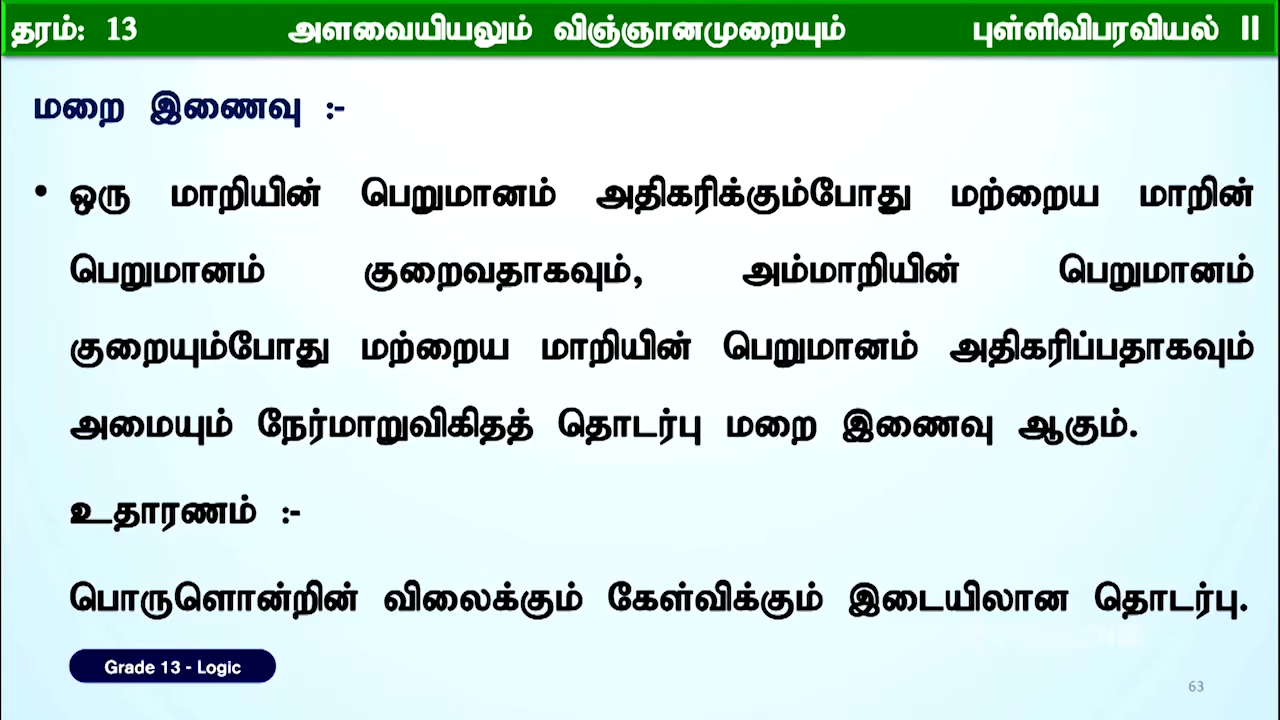 தரம்: 13 அளவையியலும் விஞ்ஞானமுறையும் புள்ளிவிபரவியல் II
மறை இணைவு :-
• ஒரு மாறியின் பெறுமானம் அதிகரிக்கும்போது மற்றைய மாறின்
பெறுமானம் குறைவதாகவும், அம்மாறியின் பெறுமானம்
குறையும்போது மற்றைய மாறியின் பெறுமானம் அதிகரிப்பதாகவும்
அமையும் நேர்மாறுவிகிதத் தொடர்பு மறை இணைவு ஆகும்.
உதாரணம் :-
பொருளொன்றின் விலைக்கும் கேள்விக்கும் இடையிலான தொடர்பு.
Grade 13 - Logic
63